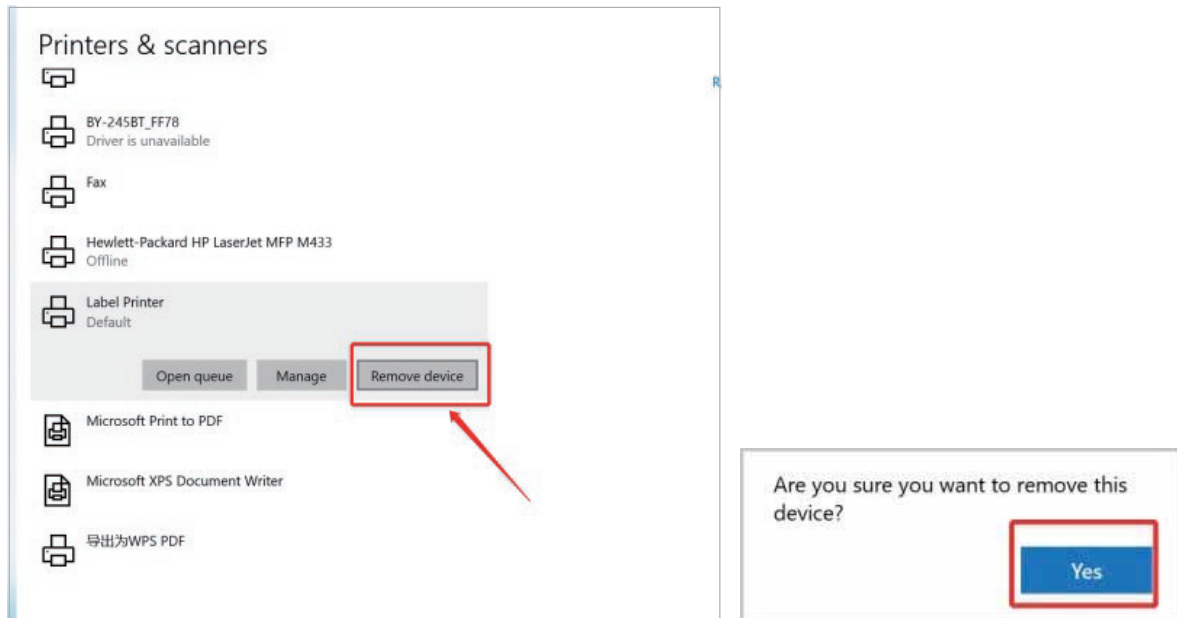 Printers & scanners
R
BY-245BT_FF78
Driver is unavailable
Fax
Hewlett-Packard HP LaserJet MFP M433
Offline
Label Printer
Default
Open queue Manage Remove device
Microsoft Print to PDF
Microsoft XPS Document Writer
导出为WPS PDF
Are you sure you want to remove this
device?
Yes